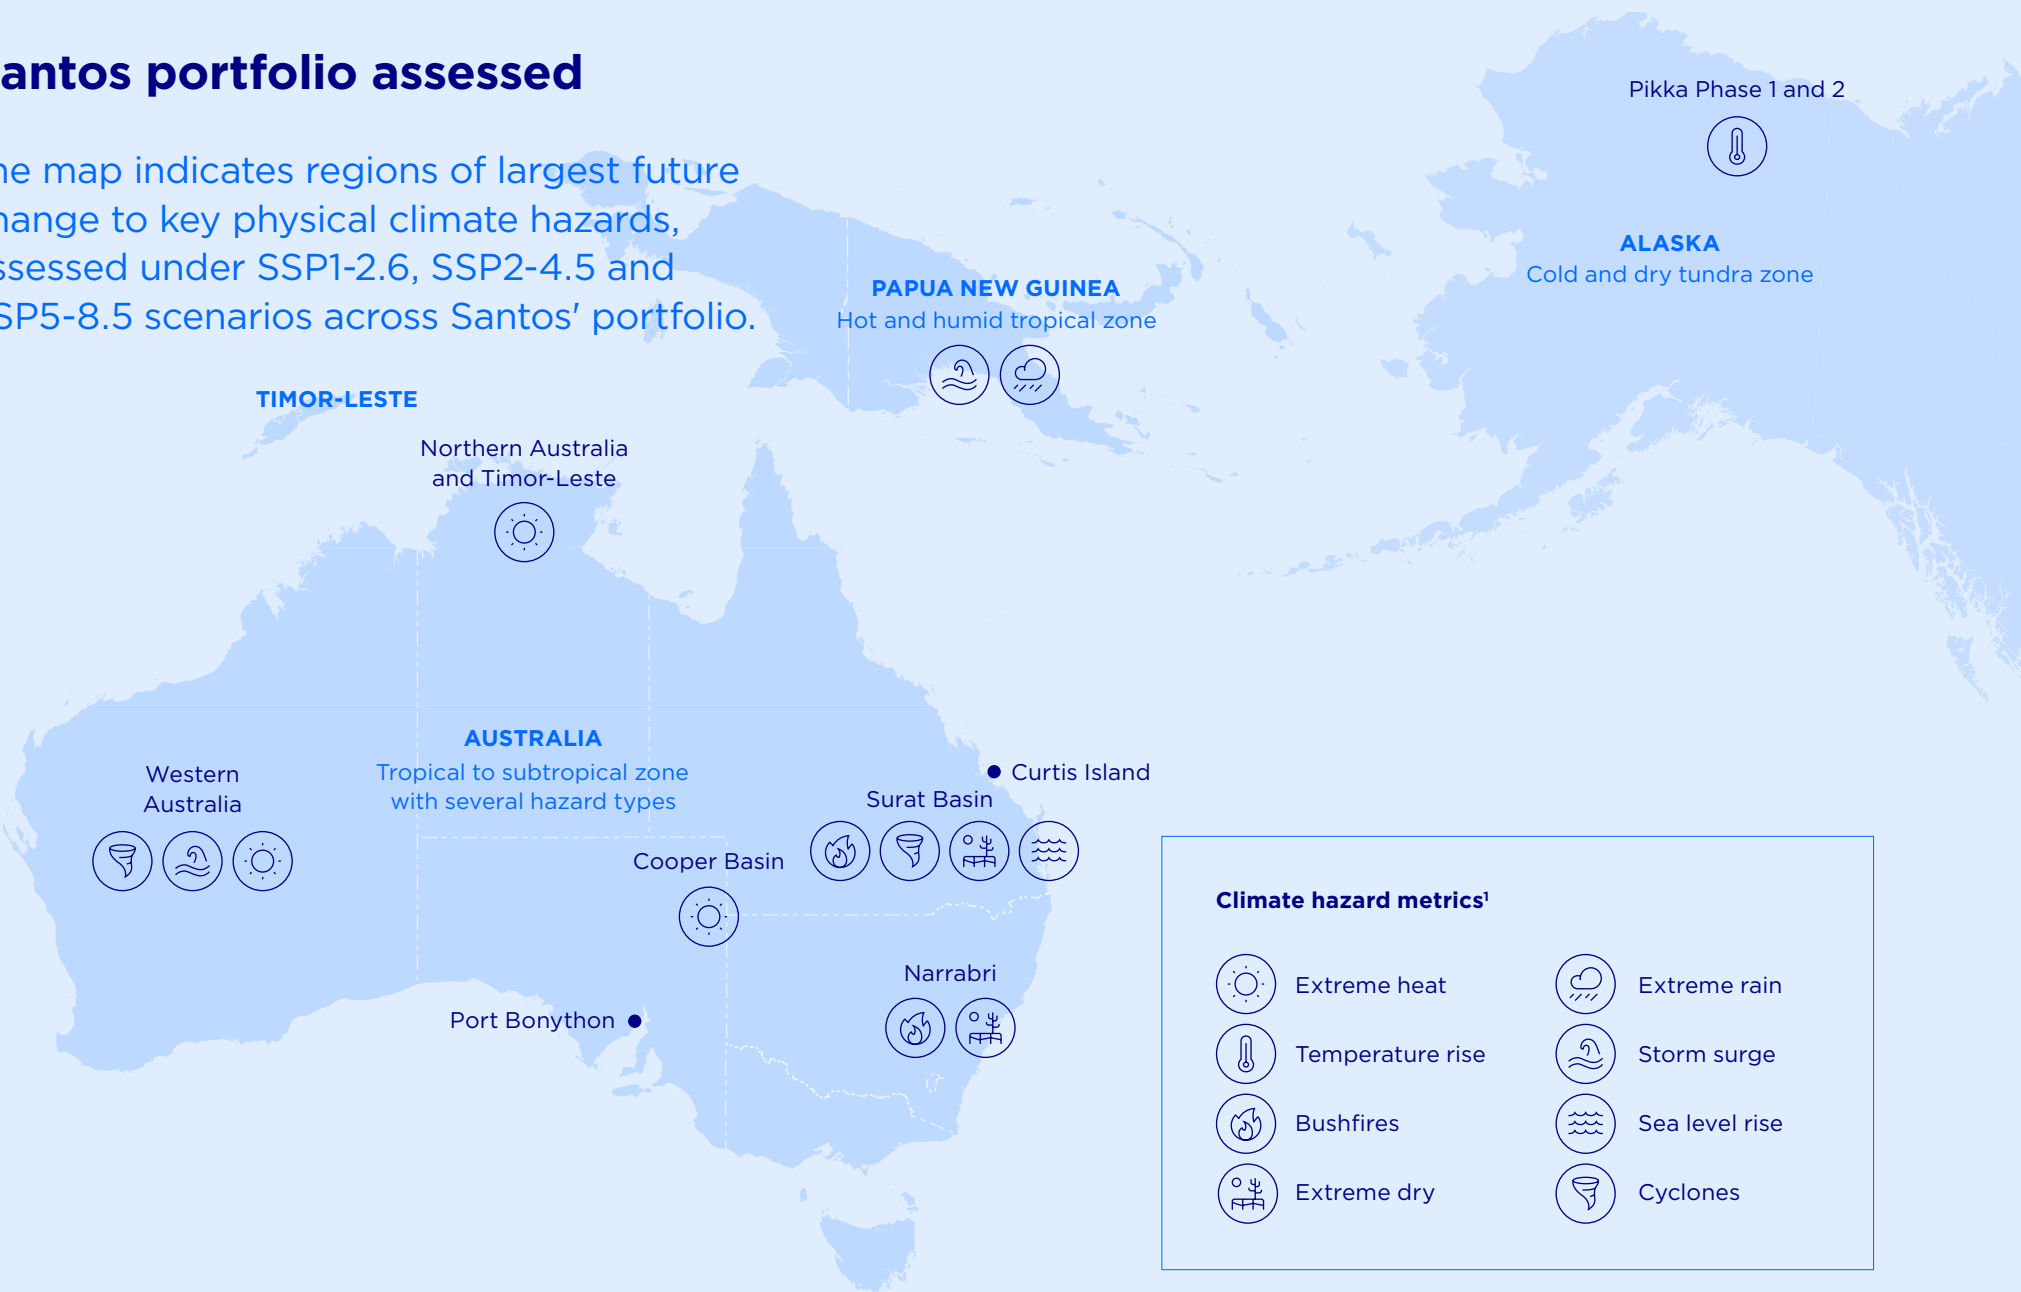 antos portfolio assessed
he map indicates regions of largest future
hange to key physical climate hazards,
ssessed under SSP1-2.6, SSP2-4.5 and
SP5-8.5 scenarios across Santos' portfolio.
Pikka Phase 1 and 2
ALASKA
Cold and dry tundra zone
PAPUA NEW GUINEA
Hot and humid tropical zone
TIMOR-LESTE
Northern Australia
and Timor-Leste
AUSTRALIA
Tropical to subtropical zone
with several hazard types
Western
Australia
Curtis Island
Surat Basin
Cooper Basin
Narrabri
Port Bonython
Climate hazard metrics¹
Extreme heat
Temperature rise
Bushfires
Extreme dry
Extreme rain
Storm surge
Sea level rise
Cyclones